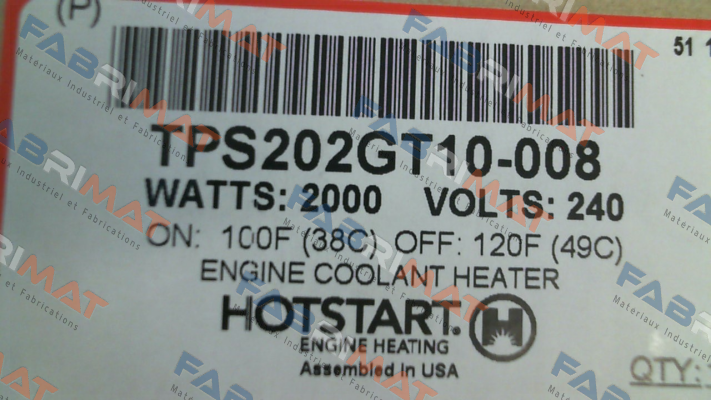 (P)
51 1
TPS202GT10-008
WATTS: 2000 VOLTS: 240
ON: 100F (38C) OFF: 120F (49C)
ENGINE COOLANT HEATER
HOTSTART. H
ENGINE HEATING
Assembled In USA
QTY:
FABRIMAT
Materiaux Industriel et Fabrications